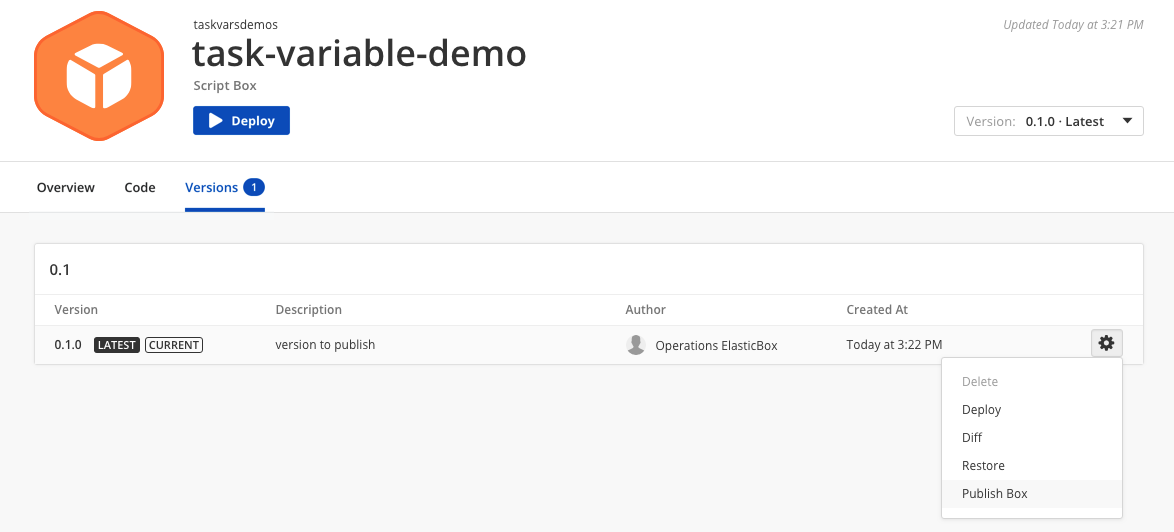 taskvarsdemos
Updated Today at 3:21 PM
task-variable-demo
Script Box
Deploy
Version: 0.1.0 · Latest
Overview Code Versions 1
0.1
Version Description Author Created At
0.1.0 LATEST CURRENT version to publish Operations ElasticBox Today at 3:22 PM
Delete
Deploy
Diff
Restore
Publish Box